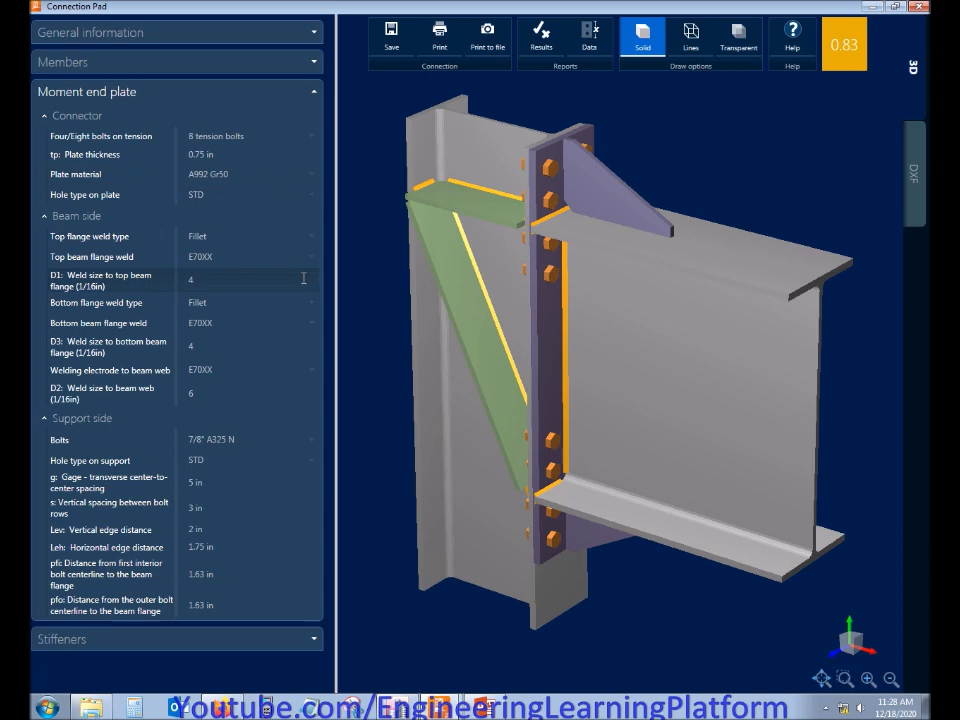 Connection Pad
General information
Members
Moment end plate
Connector
Four/Eight bolts on tension 8 tension bolts
tp: Plate thickness 0.75 in
Plate material A992 Gr50
Hole type on plate STD
Beam side
Top flange weld type Fillet
Top beam flange weld E70XX
D1: Weld size to top beam
flange (1/16in) 4
Bottom flange weld type Fillet
Bottom beam flange weld E70XX
D3: Weld size to bottom beam
flange (1/16in) 4
Welding electrode to beam web E70XX
D2: Weld size to beam web
(1/16in) 6
Support side
Bolts 7/8" A325 N
Hole type on support STD
g: Gage - transverse center-to-
center spacing 5 in
s: Vertical spacing between bolt
rows 3 in
Lev: Vertical edge distance 2 in
Leh: Horizontal edge distance 1.75 in
pfi: Distance from first interior
bolt centerline to the beam
flange 1.63 in
pfo: Distance from the outer bolt
centerline to the beam flange 1.63 in
Stiffeners
Save Print Print to file Results Data Solid Lines Transparent Help
Connection Reports Draw options Help
0.83
3D
DXF
Youtube.com/EngineeringLearningPlatform
11:28 AM
12/18/2020